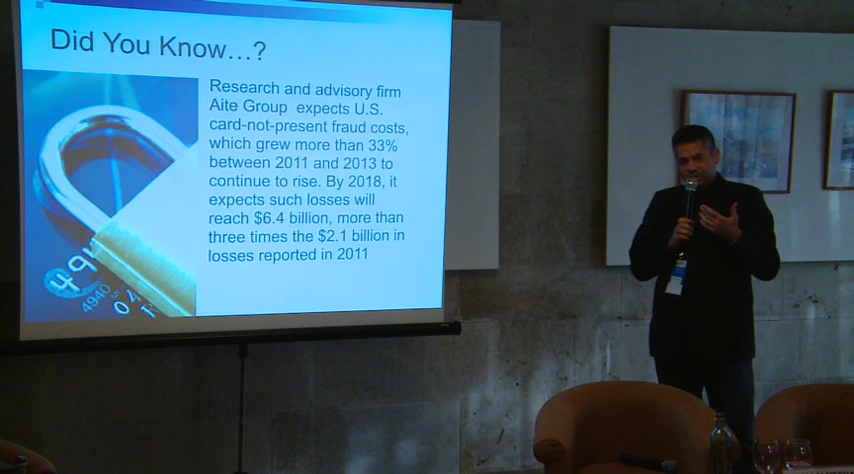 Did You Know…?
Research and advisory firm
Aite Group expects U.S.
card-not-present fraud costs,
which grew more than 33%
between 2011 and 2013 to
continue to rise. By 2018, it
expects such losses will
reach $6.4 billion, more than
three times the $2.1 billion in
losses reported in 2011
4940